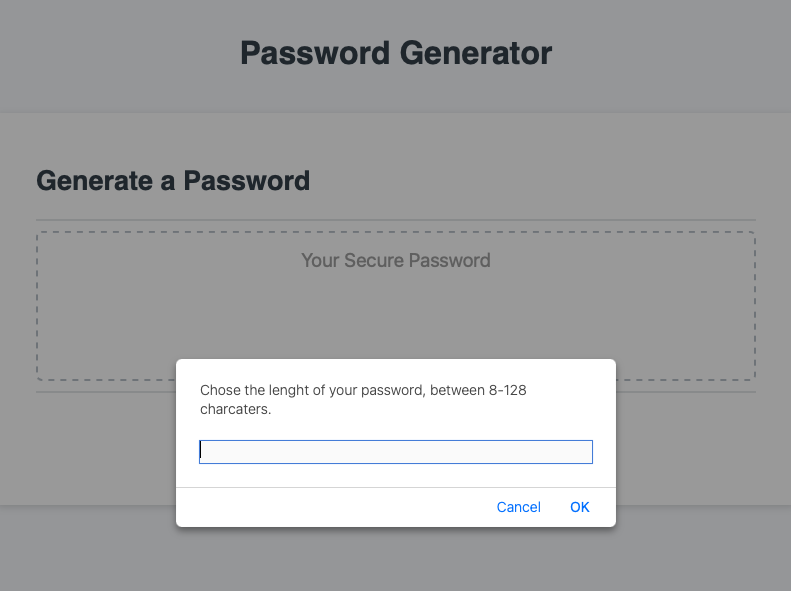 Password Generator
Generate a Password
Your Secure Password
Chose the lenght of your password, between 8-128
charcaters.
Cancel OK